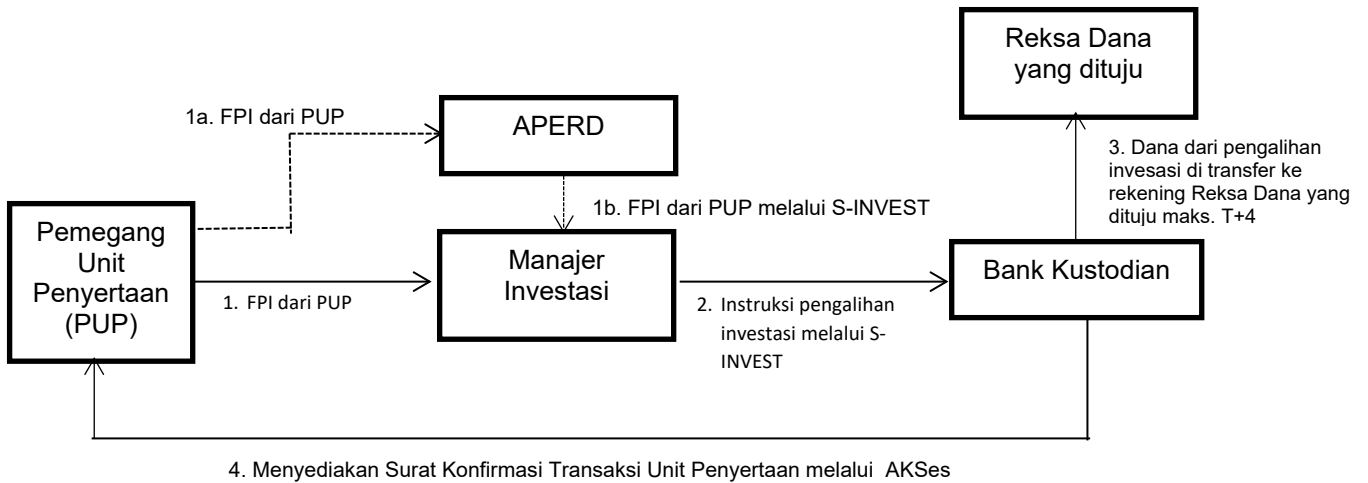 Reksa Dana
yang dituju
1a. FPI dari PUP
APERD
3. Dana dari pengalihan
invesasi di transfer ke
rekening Reksa Dana yang
dituju maks. T+4
1b. FPI dari PUP melalui S-INVEST
Pemegang
Unit
Penyertaan
(PUP)
Manajer
Investasi
Bank Kustodian
1. FPI dari PUP
2. Instruksi pengalihan
investasi melalui S-
INVEST
4. Menyediakan Surat Konfirmasi Transaksi Unit Penyertaan melalui AKSes